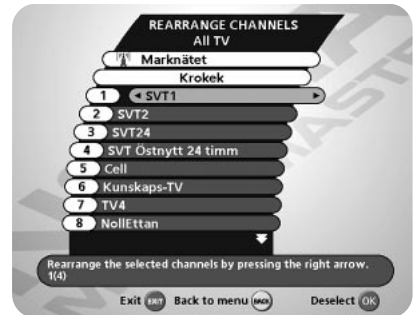 REARRANGE CHANNELS
All TV
Marknätet
Krokek
1 SVT1
2 SVT2
3 SVT24
4 SVT Östnytt 24 timm
5 Cell
6 Kunskaps-TV
7 TV4
8 NollEttan
Rearrange the selected channels by pressing the right arrow.
1(4)
Exit EXIT Back to menu BACK Deselect OK